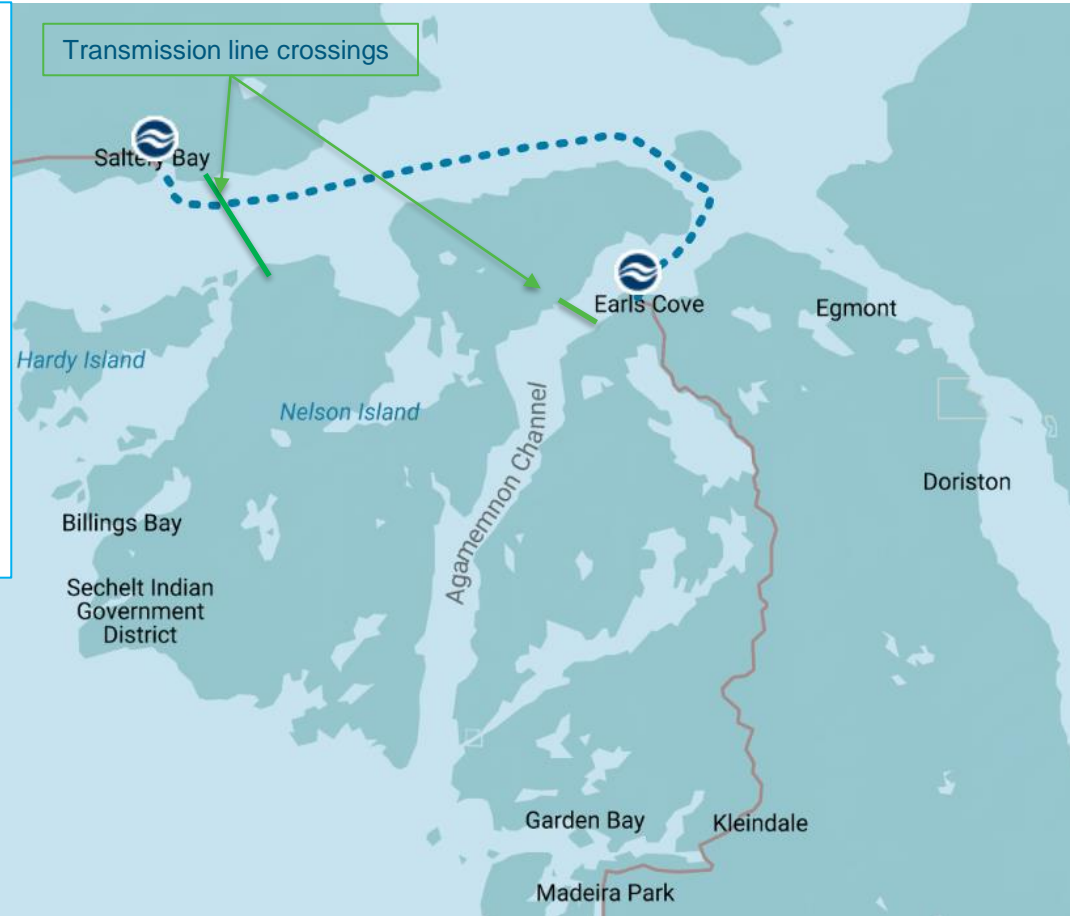 Transmission line crossings
Saltery Bay
Earls Cove
Egmont
Hardy Island
Nelson Island
Agamemnon Channel
Doriston
Billings Bay
Sechelt Indian
Government
District
Garden Bay
Kleindale
Madeira Park